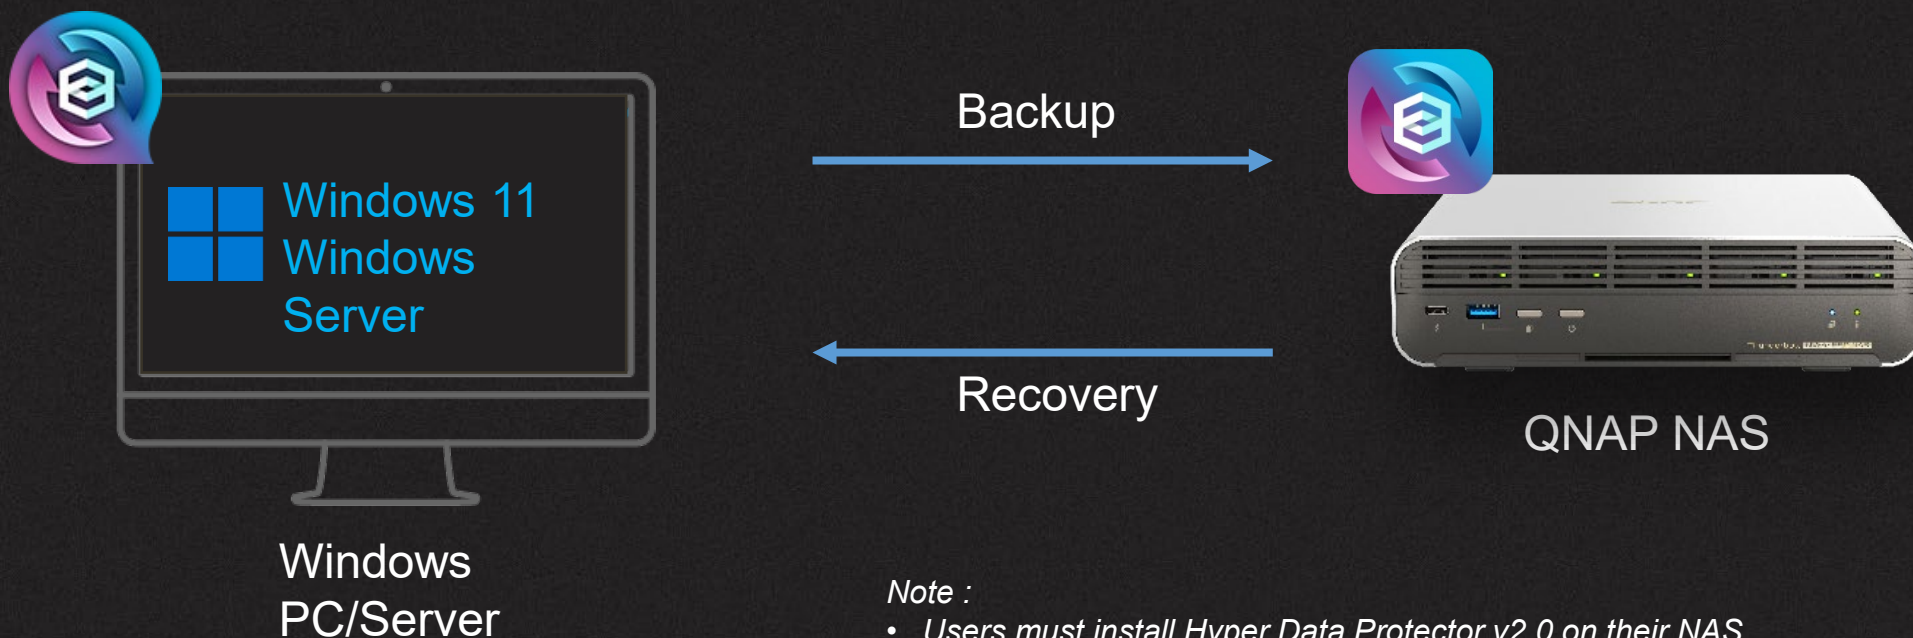 Windows 11
Windows
Server
Backup
Recovery
QNAP NAS
Windows
PC/Server
Note :
• Users must install Hyper Data Protector v2.0 on their NAS